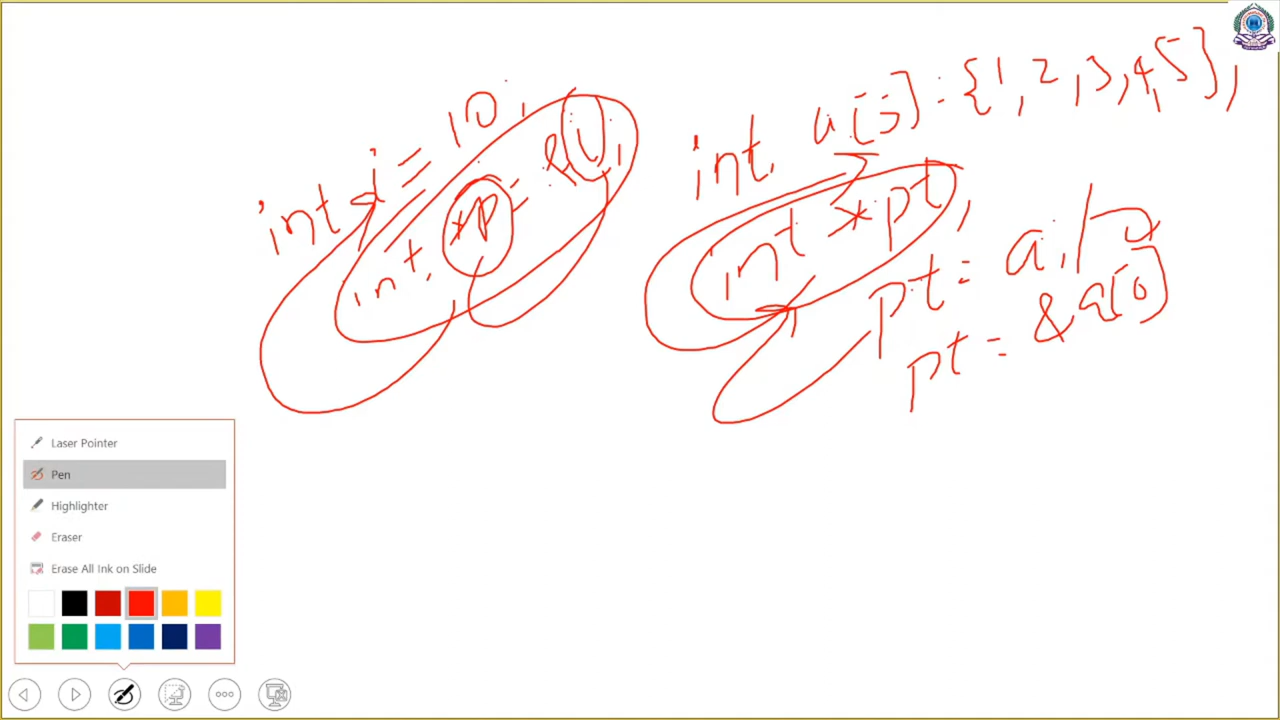 int i = 10;
int *p = &i;
int a[5] = {1,2,3,4,5};
int *pt;
pt = a;
pt = &a[0]
Laser Pointer
Pen
Highlighter
Eraser
Erase All Ink on Slide